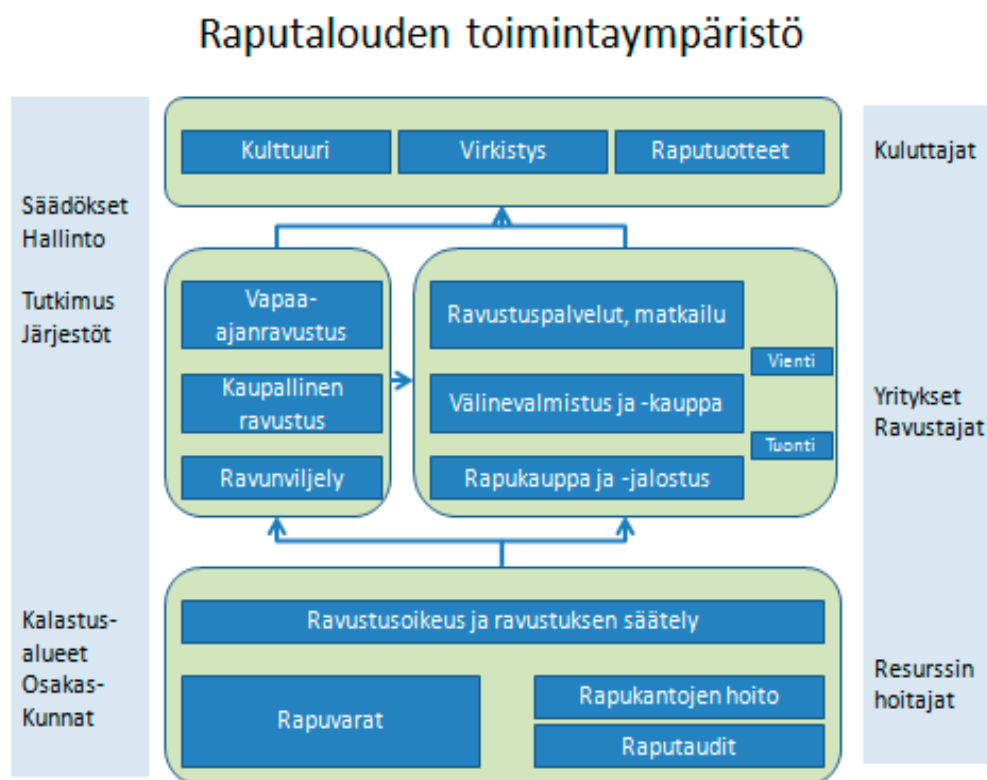 Raputalouden toimintaympäristö
Säädökset
Hallinto
Tutkimus
Järjestöt
Kalastus-
alueet
Osakas-
Kunnat
Kulttuuri
Virkistys
Raputuotteet
Vapaa-
ajanravustus
Kaupallinen
ravustus
Ravunviljely
Ravustuspalvelut, matkailu
Vienti
Välinevalmistus ja -kauppa
Tuonti
Rapukauppa ja -jalostus
Ravustusoikeus ja ravustuksen säätely
Rapuvarat
Rapukantojen hoito
Raputaudit
Kuluttajat
Yritykset
Ravustajat
Resurssin
hoitajat